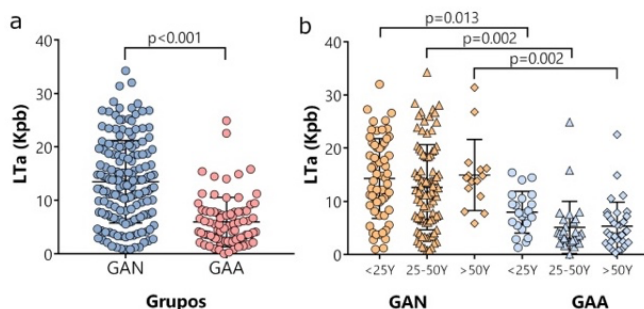 a
p<0.001
LTa (Kpb)
40
30
20
10
0
GAN GAA
Grupos
b
p=0.013
p=0.002
p=0.002
LTa (Kpb)
40
30
20
10
0
<25Y 25-50Y >50Y <25Y 25-50Y >50Y
GAN GAA